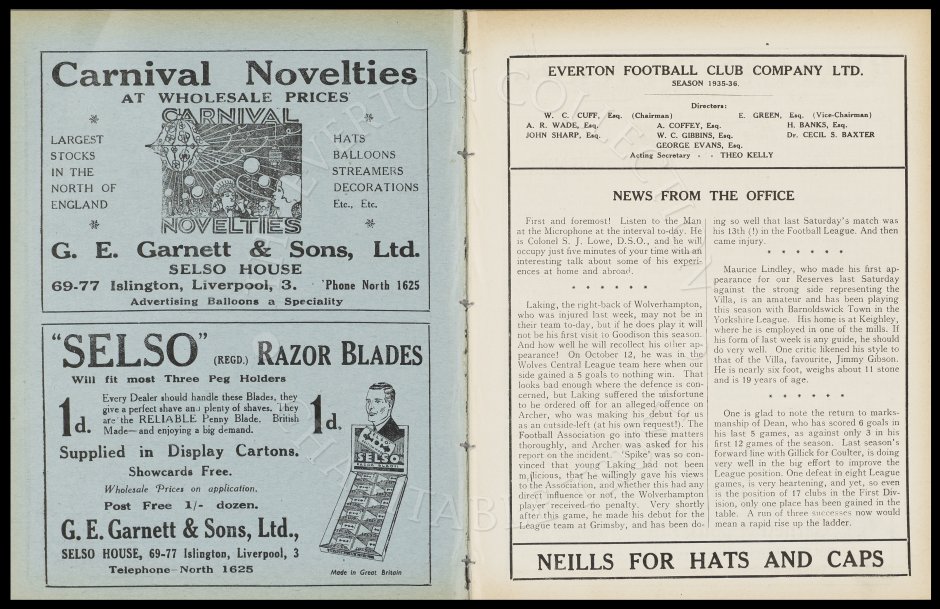 Carnival Novelties
AT WHOLESALE PRICES
LARGEST
STOCKS
IN THE
NORTH OF
ENGLAND
CARNIVAL
NOVELTIES
HATS
BALLOONS
STREAMERS
DECORATIONS
Etc., Etc.
G. E. Garnett & Sons, Ltd.
SELSO HOUSE
69-77 Islington, Liverpool, 3. 'Phone North 1625
Advertising Balloons a Speciality
"SELSO" (REGD.) RAZOR BLADES
Will fit most Three Peg Holders
1d. Every Dealer should handle these Blades, they
give a perfect shave and plenty of shaves. They
are the RELIABLE Penny Blade. British
Made—and enjoying a big demand. 1d.
Supplied in Display Cartons.
Showcards Free.
Wholesale Prices on application.
Post Free 1/- dozen.
G. E. Garnett & Sons, Ltd.,
SELSO HOUSE, 69-77 Islington, Liverpool, 3
Telephone—North 1625
SELSO
RAZOR BLADES
Made in Great Britain
EVERTON FOOTBALL CLUB COMPANY LTD.
SEASON 1935-36.
Directors:
W. C. CUFF, Esq. (Chairman) E. GREEN, Esq. (Vice-Chairman)
A. R. WADE, Esq. A. COFFEY, Esq. H. BANKS, Esq.
JOHN SHARP, Esq. W. C. GIBBINS, Esq. Dr. CECIL S. BAXTER
GEORGE EVANS, Esq.
Acting Secretary - - THEO KELLY
NEWS FROM THE OFFICE
First and foremost! Listen to the Man
at the Microphone at the interval to-day. He
is Colonel S. J. Lowe, D.S.O., and he will
occupy just five minutes of your time with an
interesting talk about some of his experi-
ences at home and abroad.
* * * * * *
Laking, the right-back of Wolverhampton,
who was injured last week, may not be in
their team to-day, but if he does play it will
not be his first visit to Goodison this season.
And how well he will recollect his other ap-
pearance! On October 12, he was in the
Wolves Central League team here when our
side gained a 5 goals to nothing win. That
looks bad enough where the defence is con-
cerned, but Laking suffered the misfortune
to be ordered off for an alleged offence on
Archer, who was making his debut for us
as an outside-left (at his own request!). The
Football Association go into these matters
thoroughly, and Archer was asked for his
report on the incident. 'Spike' was so con-
vinced that young Laking had not been
malicious, that he willingly gave his views
to the Association, and whether this had any
direct influence or not, the Wolverhampton
player received no penalty. Very shortly
after this game, he made his debut for the
League team at Grimsby, and has been do-
ing so well that last Saturday's match was
his 13th (!) in the Football League. And then
came injury.
* * * * * *
Maurice Lindley, who made his first ap-
pearance for our Reserves last Saturday
against the strong side representing the
Villa, is an amateur and has been playing
this season with Barnoldswick Town in the
Yorkshire League. His home is at Keighley,
where he is employed in one of the mills. If
his form of last week is any guide, he should
do very well. One critic likened his style to
that of the Villa, favourite, Jimmy Gibson.
He is nearly six foot, weighs about 11 stone
and is 19 years of age.
* * * * * *
One is glad to note the return to marks-
manship of Dean, who has scored 6 goals in
his last 5 games, as against only 3 in his
first 12 games of the season. Last season's
forward line with Gillick for Coulter, is doing
very well in the big effort to improve the
League position. One defeat in eight League
games, is very heartening, and yet, so even
is the position of 17 clubs in the First Div-
ision, only one place has been gained in the
table. A run of three successes now would
mean a rapid rise up the ladder.
NEILLS FOR HATS AND CAPS